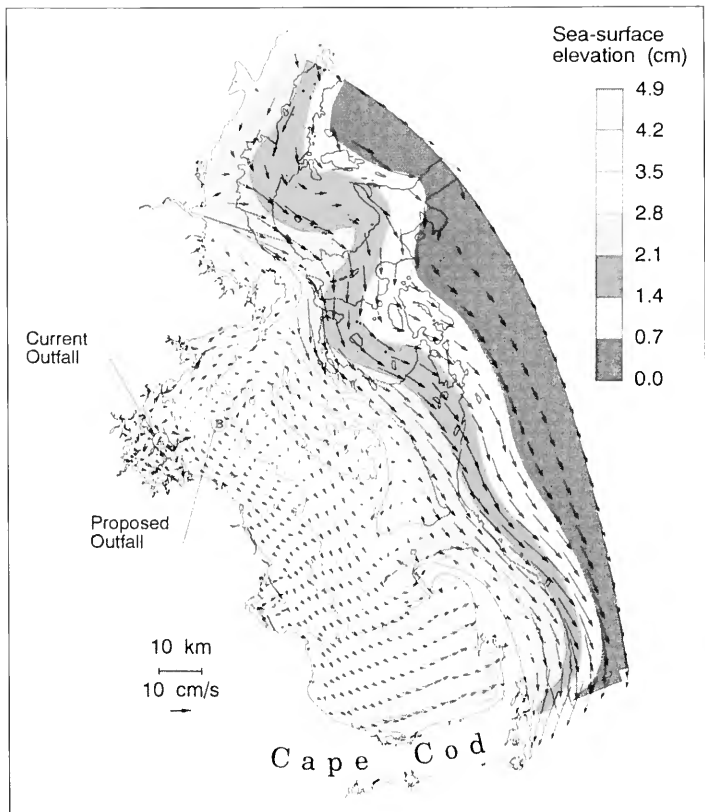 Sea-surface
elevation (cm)
4.9
4.2
3.5
2.8
2.1
1.4
0.7
0.0
Current
Outfall
B
Proposed
Outfall
10 km
10 cm/s
Cape Cod